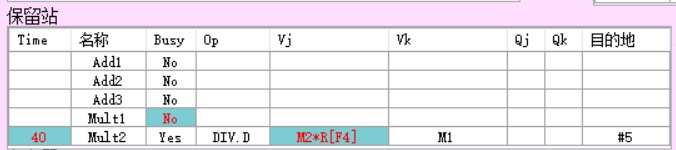 保留站
Time 名称 Busy Op Vj Vk Qj Qk 目的地
Add1 No
Add2 No
Add3 No
Mult1 No
40 Mult2 Yes DIV.D M2*R[F4] M1 #5